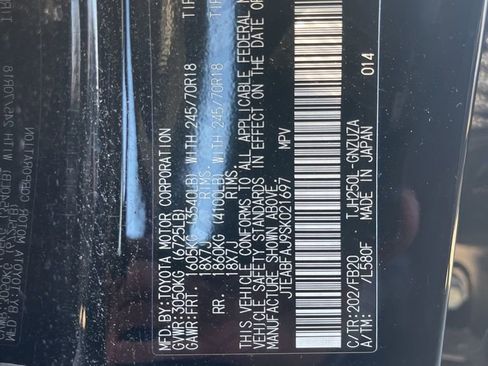 MFD.BY:TOYOTA MOTOR CORPORATION
GVWR:3050KG (6725LB)
GAWR:FRT. 1605KG (3540LB) WITH 245/70R18
18X7J RIMS.
1860KG (4100LB) WITH 245/70R18
18X7J RIMS.
THIS VEHICLE CONFORMS TO ALL APPLICABLE FEDERAL
VEHICLE SAFETY STANDARDS IN EFFECT ON THE DATE OF
MANUFACTURE SHOWN ABOVE.
JTEABFAJ9SK021697 MPV
C/TR:202/FB20 TJH250L-GNZUZA
A/TM: /L580F MADE IN JAPAN
014